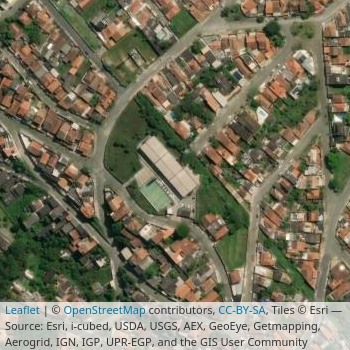 Leaflet | © OpenStreetMap contributors, CC-BY-SA, Tiles © Esri —
Source: Esri, i-cubed, USDA, USGS, AEX, GeoEye, Getmapping,
Aerogrid, IGN, IGP, UPR-EGP, and the GIS User Community